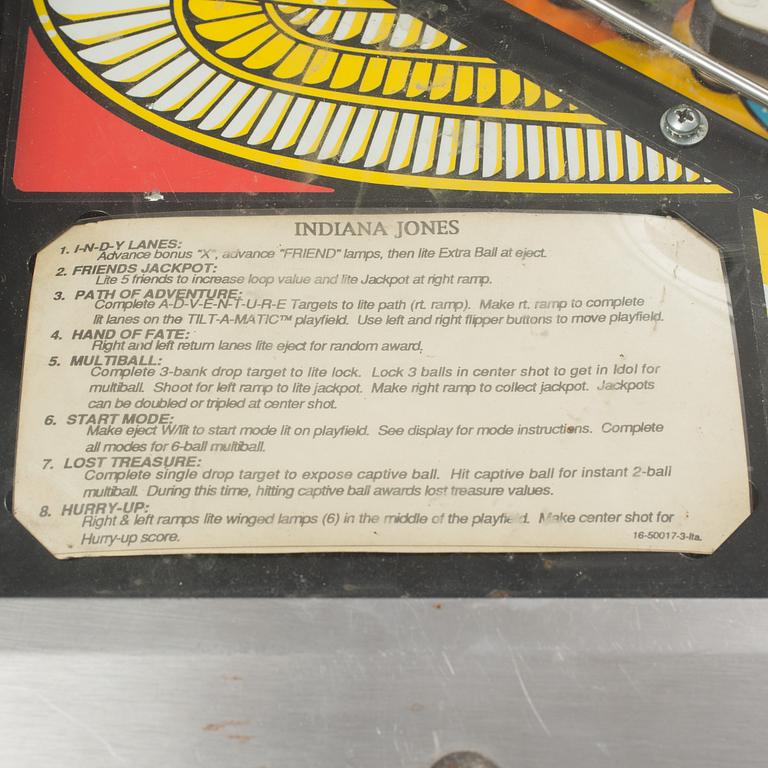 INDIANA JONES
1. I-N-D-Y LANES:
Advance bonus "X", advance "FRIEND" lamps, then lite Extra Ball at eject.
2. FRIENDS JACKPOT:
Lite 5 friends to increase loop value and lite Jackpot at right ramp.
3. PATH OF ADVENTURE:
Complete A-D-V-E-N-T-U-R-E Targets to lite path (rt. ramp). Make rt. ramp to complete
lit lanes on the TILT-A-MATIC™ playfield. Use left and right flipper buttons to move playfield.
4. HAND OF FATE:
Right and left return lanes lite eject for random award.
5. MULTIBALL:
Complete 3-bank drop target to lite lock. Lock 3 balls in center shot to get in Idol for
multiball. Shoot for left ramp to lite jackpot. Make right ramp to collect jackpot. Jackpots
can be doubled or tripled at center shot.
6. START MODE:
Make eject W/lit to start mode lit on playfield. See display for mode instructions. Complete
all modes for 6-ball multiball.
7. LOST TREASURE:
Complete single drop target to expose captive ball. Hit captive ball for instant 2-ball
multiball. During this time, hitting captive ball awards lost treasure values.
8. HURRY-UP:
Right & left ramps lite winged lamps (6) in the middle of the playfield. Make center shot for
Hurry-up score.
16-50017-3-Ita.